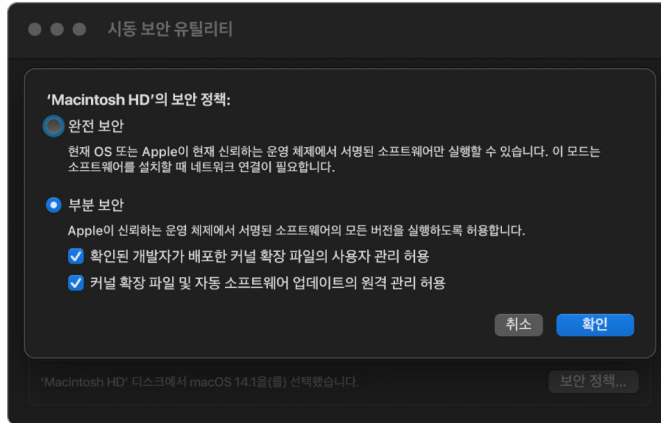 시동 보안 유틸리티
‘Macintosh HD’의 보안 정책:
완전 보안
현재 OS 또는 Apple이 현재 신뢰하는 운영 체제에서 서명된 소프트웨어만 실행할 수 있습니다. 이 모드는
소프트웨어를 설치할 때 네트워크 연결이 필요합니다.
부분 보안
Apple이 신뢰하는 운영 체제에서 서명된 소프트웨어의 모든 버전을 실행하도록 허용합니다.
확인된 개발자가 배포한 커널 확장 파일의 사용자 관리 허용
커널 확장 파일 및 자동 소프트웨어 업데이트의 원격 관리 허용
취소 확인
‘Macintosh HD’ 디스크에서 macOS 14.1을(를) 선택했습니다. 보안 정책...